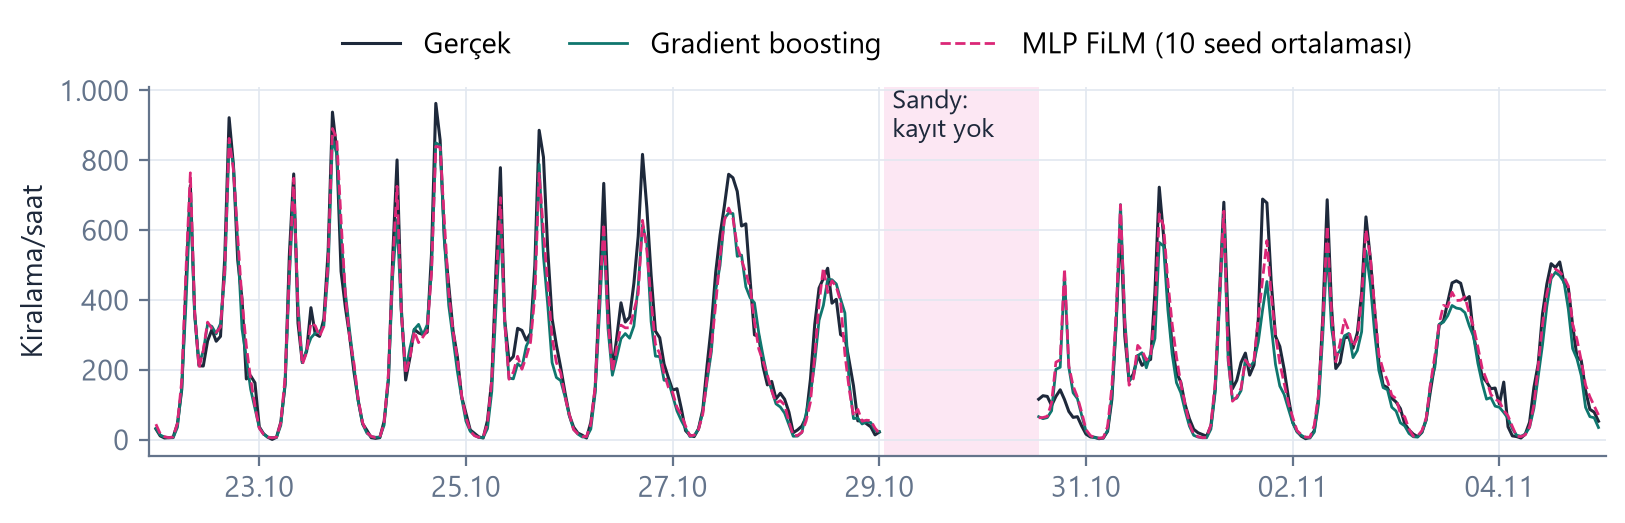 Gerçek
Gradient boosting
MLP FiLM (10 seed ortalaması)
Kiralama/saat
1.000
800
600
400
200
0
Sandy:
kayıt yok
23.10
25.10
27.10
29.10
31.10
02.11
04.11